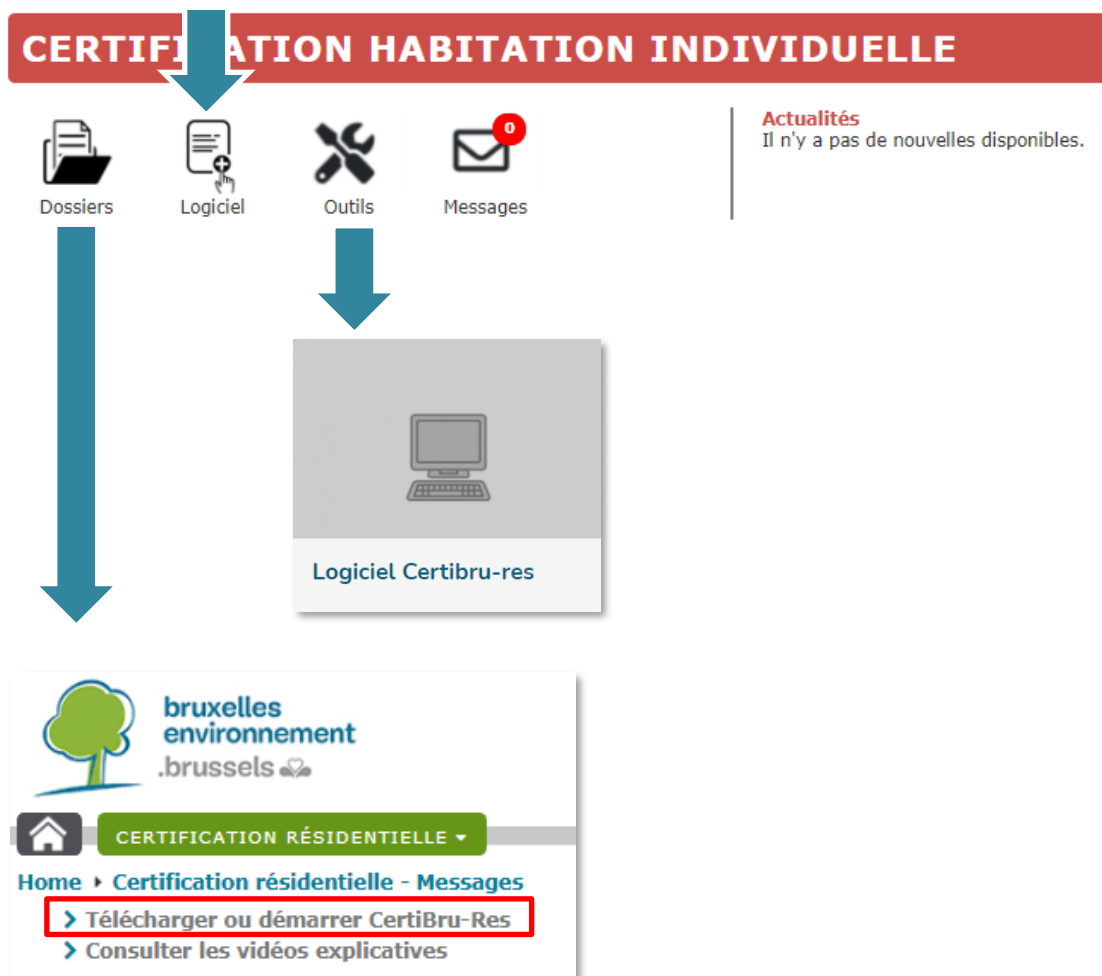 CERTIFICATION HABITATION INDIVIDUELLE
Dossiers
Logiciel
Outils
0
Messages
Actualités
Il n'y a pas de nouvelles disponibles.
Logiciel Certibru-res
bruxelles
environnement
.brussels
CERTIFICATION RÉSIDENTIELLE
Home Certification résidentielle - Messages
Télécharger ou démarrer CertiBru-Res
Consulter les vidéos explicatives